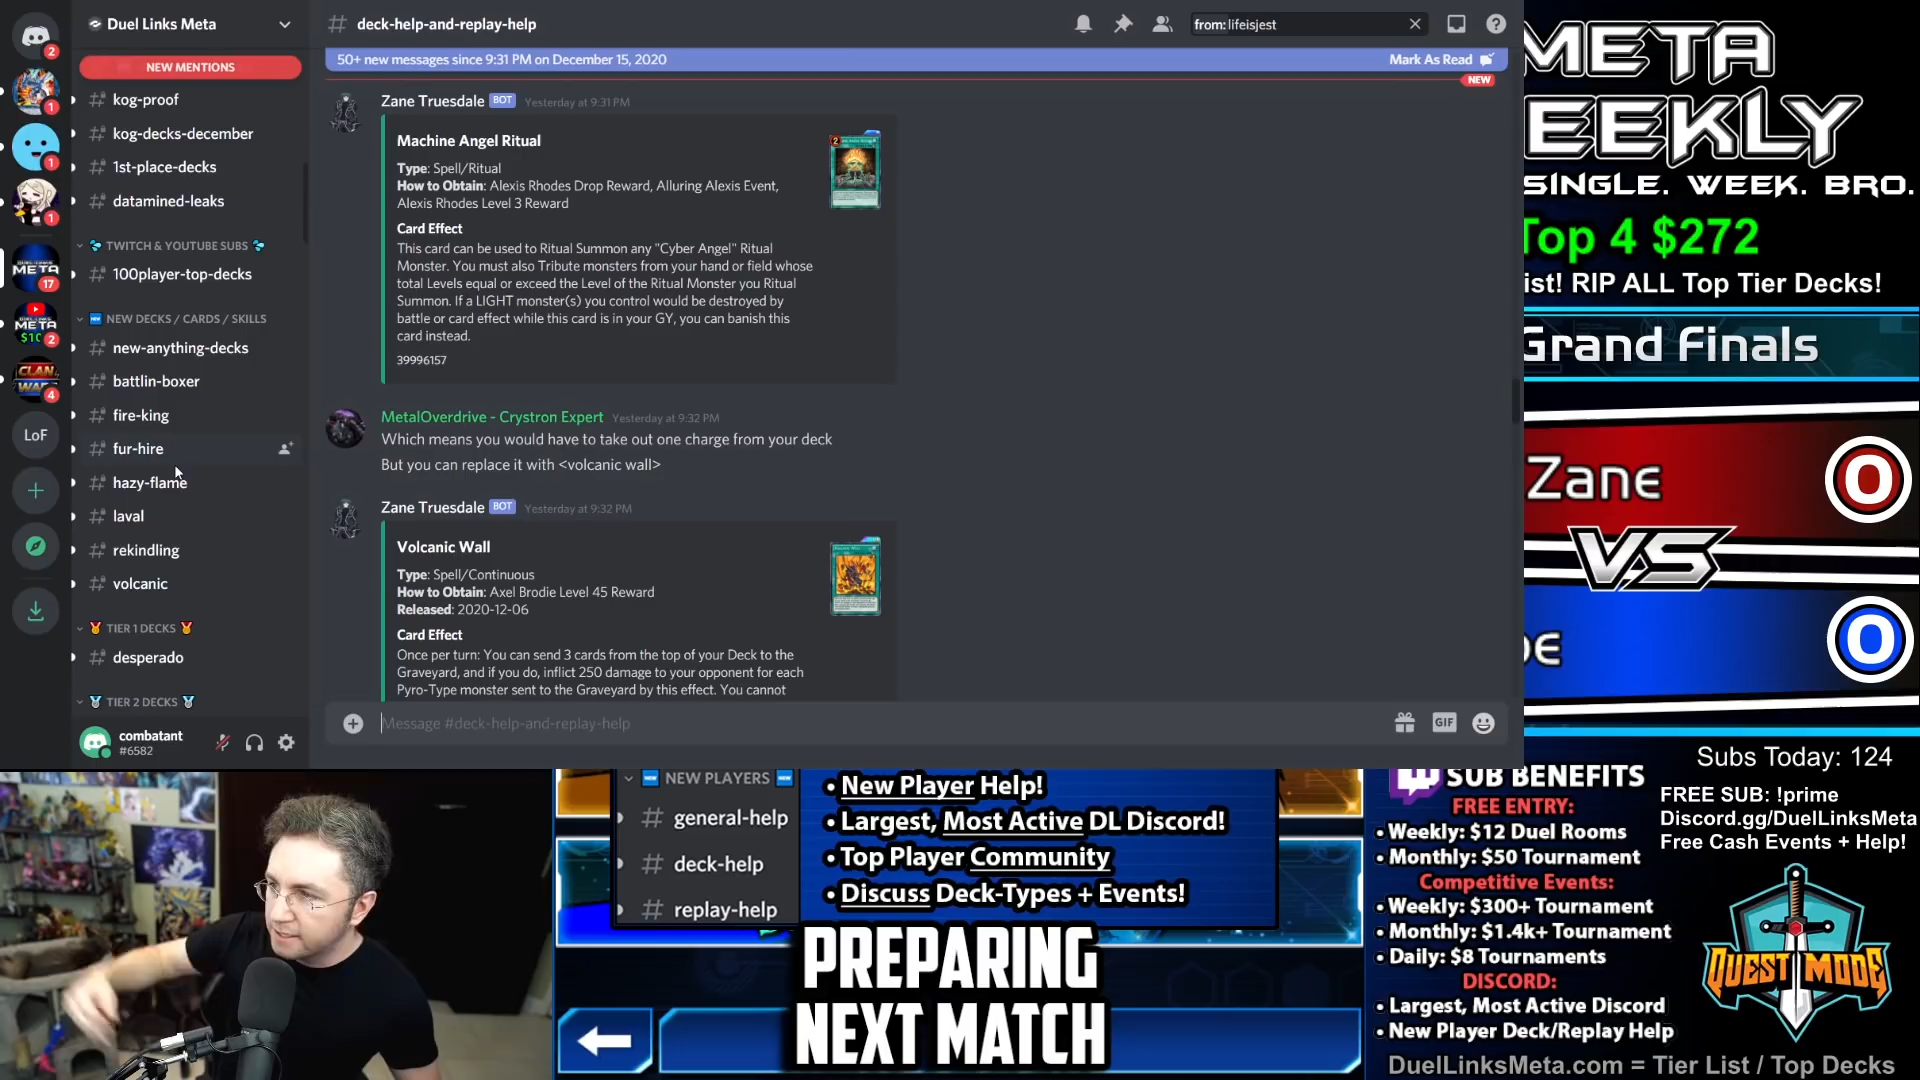 Duel Links Meta
NEW MENTIONS
kog-proof
kog-decks-december
1st-place-decks
datamined-leaks
TWITCH & YOUTUBE SUBS
100player-top-decks
NEW DECKS / CARDS / SKILLS
new-anything-decks
battlin-boxer
fire-king
fur-hire
hazy-flame
laval
rekindling
volcanic
TIER 1 DECKS
desperado
TIER 2 DECKS
combatant
#6582
2
1
1
1
META
17
META
2
CLAN
4
LoF
# deck-help-and-replay-help
from: lifeisjest
50+ new messages since 9:31 PM on December 15, 2020
Mark As Read
NEW
Zane Truesdale BOT Yesterday at 9:31 PM
Machine Angel Ritual
Type: Spell/Ritual
How to Obtain: Alexis Rhodes Drop Reward, Alluring Alexis Event,
Alexis Rhodes Level 3 Reward
Card Effect
This card can be used to Ritual Summon any "Cyber Angel" Ritual
Monster. You must also Tribute monsters from your hand or field whose
total Levels equal or exceed the Level of the Ritual Monster you Ritual
Summon. If a LIGHT monster(s) you control would be destroyed by
battle or card effect while this card is in your GY, you can banish this
card instead.
39996157
MetalOverdrive - Crystron Expert Yesterday at 9:32 PM
Which means you would have to take out one charge from your deck
But you can replace it with <volcanic wall>
Zane Truesdale BOT Yesterday at 9:32 PM
Volcanic Wall
Type: Spell/Continuous
How to Obtain: Axel Brodie Level 45 Reward
Released: 2020-12-06
Card Effect
Once per turn: You can send 3 cards from the top of your Deck to the
Graveyard, and if you do, inflict 250 damage to your opponent for each
Pyro-Type monster sent to the Graveyard by this effect. You cannot
Message #deck-help-and-replay-help
GIF
META
EEKLY
SINGLE. WEEK. BRO.
Top 4 $272
ist! RIP ALL Top Tier Decks!
Grand Finals
Zane
0
VS
0
NEW PLAYERS
# general-help
# deck-help
# replay-help
• New Player Help!
• Largest, Most Active DL Discord!
• Top Player Community
• Discuss Deck-Types + Events!
PREPARING
NEXT MATCH
SUB BENEFITS
FREE ENTRY:
• Weekly: $12 Duel Rooms
• Monthly: $50 Tournament
Competitive Events:
• Weekly: $300+ Tournament
• Monthly: $1.4k+ Tournament
• Daily: $8 Tournaments
DISCORD:
• Largest, Most Active Discord
• New Player Deck/Replay Help
Subs Today: 124
FREE SUB: !prime
Discord.gg/DuelLinksMeta
Free Cash Events + Help!
QUEST MODE
DuelLinksMeta.com = Tier List / Top Decks